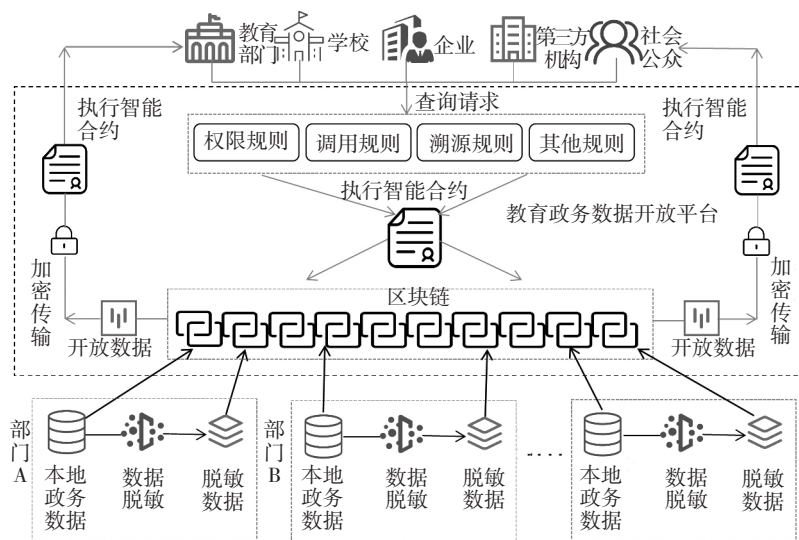 教育
部门
学校
企业
第三方
机构
社会
公众
执行智能
合约
查询请求
执行智能
合约
权限规则
调用规则
溯源规则
其他规则
执行智能合约
教育政务数据开放平台
加密传输
加密传输
区块链
开放数据
开放数据
部门A
本地
政务
数据
数据
脱敏
脱敏
数据
部门B
本地
政务
数据
数据
脱敏
脱敏
数据
....
本地
政务
数据
数据
脱敏
脱敏
数据